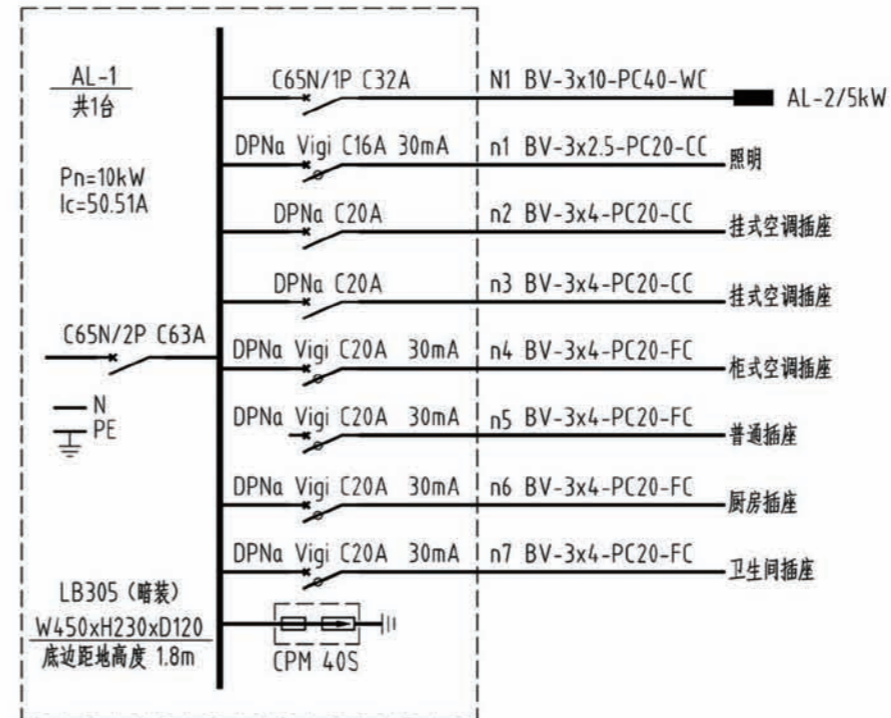 AL-1
共1台
Pn=10kW
Ic=50.51A
C65N/2P C63A
N
PE
LB305（暗装）
W450xH230xD120
底边距地高度 1.8m
C65N/1P C32A N1 BV-3x10-PC40-WC AL-2/5kW
DPNa Vigi C16A 30mA n1 BV-3x2.5-PC20-CC 照明
DPNa C20A n2 BV-3x4-PC20-CC 挂式空调插座
DPNa C20A n3 BV-3x4-PC20-CC 挂式空调插座
DPNa Vigi C20A 30mA n4 BV-3x4-PC20-FC 柜式空调插座
DPNa Vigi C20A 30mA n5 BV-3x4-PC20-FC 普通插座
DPNa Vigi C20A 30mA n6 BV-3x4-PC20-FC 厨房插座
DPNa Vigi C20A 30mA n7 BV-3x4-PC20-FC 卫生间插座
CPM 40S